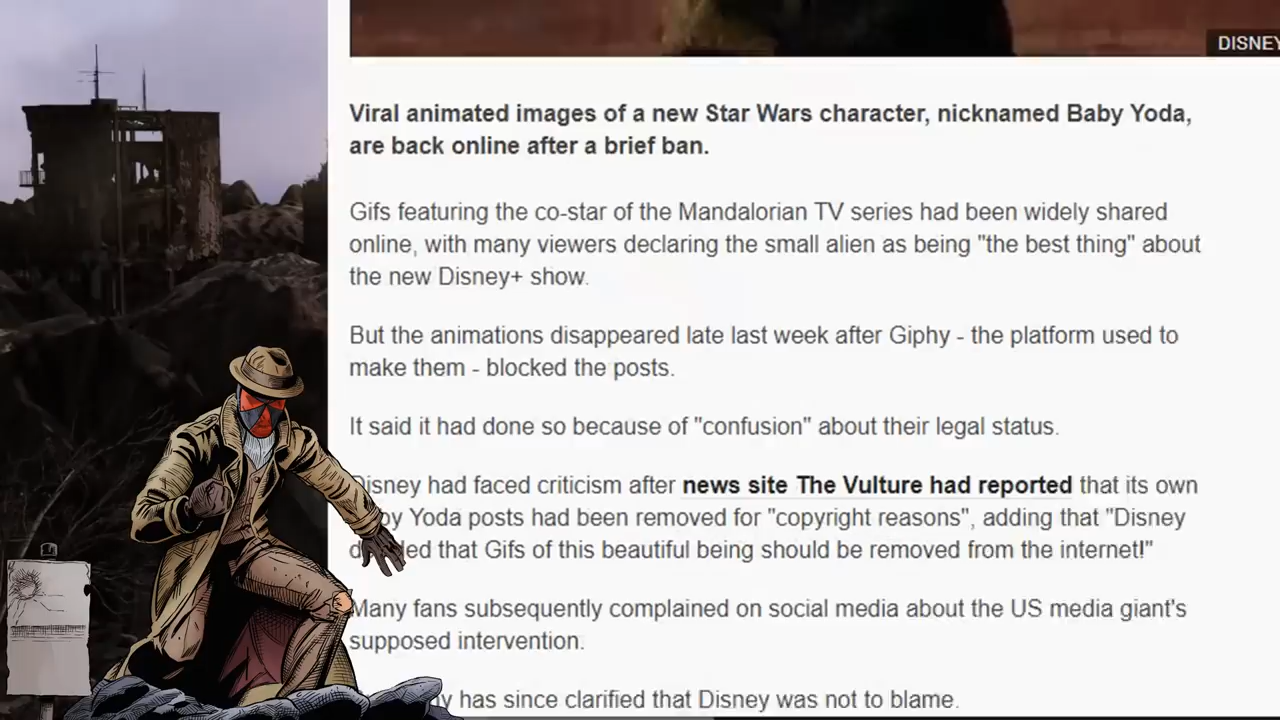 DISNEY
Viral animated images of a new Star Wars character, nicknamed Baby Yoda,
are back online after a brief ban.
Gifs featuring the co-star of the Mandalorian TV series had been widely shared
online, with many viewers declaring the small alien as being "the best thing" about
the new Disney+ show.
But the animations disappeared late last week after Giphy - the platform used to
make them - blocked the posts.
It said it had done so because of "confusion" about their legal status.
Disney had faced criticism after news site The Vulture had reported that its own
Yoda posts had been removed for "copyright reasons", adding that "Disney
that Gifs of this beautiful being should be removed from the internet!"
Many fans subsequently complained on social media about the US media giant's
supposed intervention.
has since clarified that Disney was not to blame.